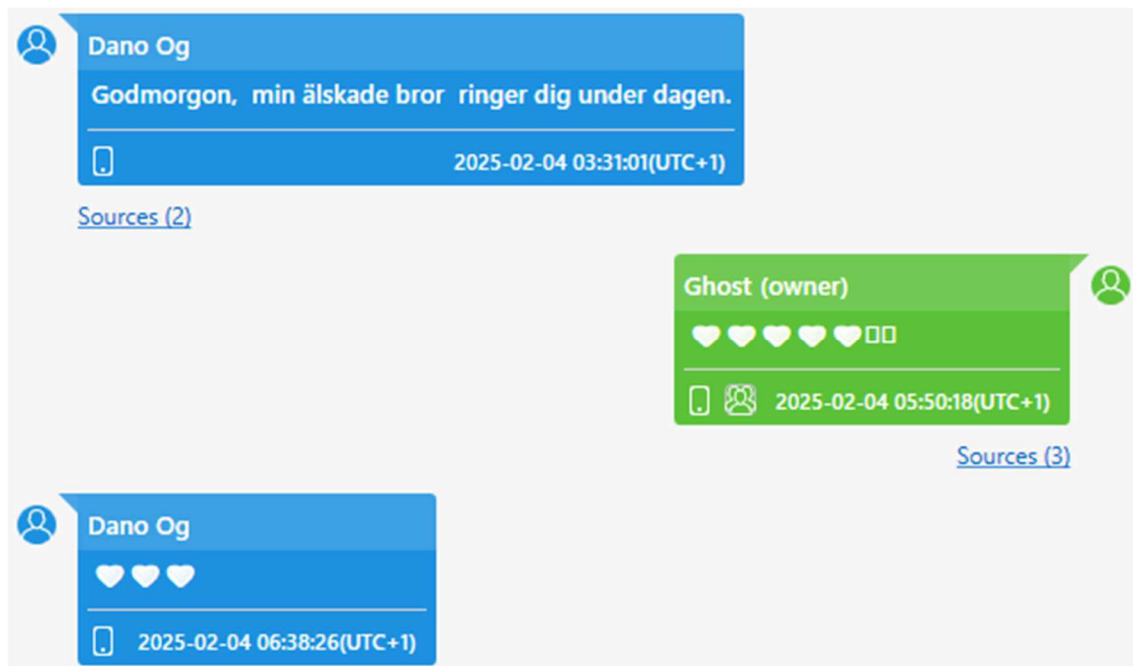 Dano Og
Godmorgon,  min älskade bror  ringer dig under dagen.
2025-02-04 03:31:01(UTC+1)
Sources (2)
Ghost (owner)
2025-02-04 05:50:18(UTC+1)
Sources (3)
Dano Og
2025-02-04 06:38:26(UTC+1)